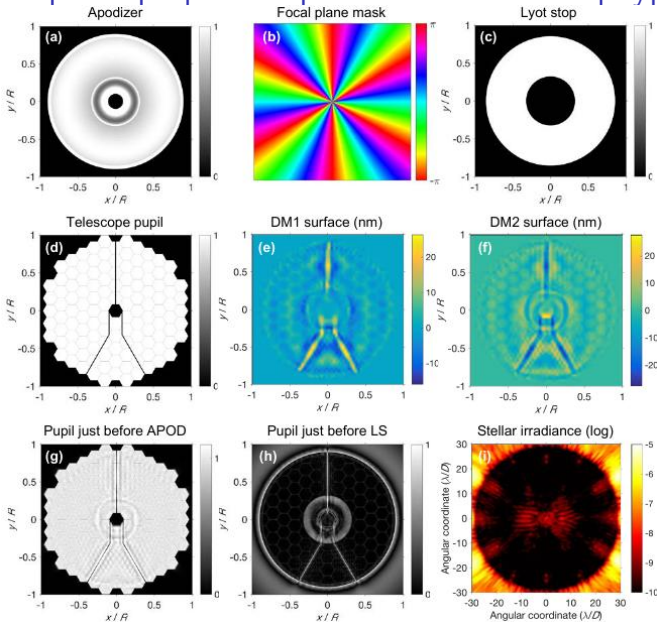 Apodizer
Focal plane mask
Lyot stop
(a)
(b)
(c)
1
0.5
0
-0.5
-1
y / R
-1 -0.5 0 0.5 1
x / R
1
0
π
-π
1
0.5
0
-0.5
-1
y / R
-1 -0.5 0 0.5 1
x / R
1
0
Telescope pupil
DM1 surface (nm)
DM2 surface (nm)
(d)
(e)
(f)
1
0.5
0
-0.5
-1
y / R
-1 -0.5 0 0.5 1
x / R
1
0
1
0.5
0
-0.5
-1
y / R
-1 -0.5 0 0.5 1
x / R
20
10
0
-10
1
0.5
0
-0.5
-1
y / R
-1 -0.5 0 0.5 1
x / R
20
10
0
-10
-20
Pupil just before APOD
Pupil just before LS
Stellar irradiance (log)
(g)
(h)
(i)
1
0.5
0
-0.5
-1
y / R
-1 -0.5 0 0.5 1
x / R
1
0
1
0.5
0
-0.5
-1
y / R
-1 -0.5 0 0.5 1
x / R
1
0
30
20
10
0
-10
-20
-30
Angular coordinate (λ/D)
-30 -20 -10 0 10 20 30
Angular coordinate (λ/D)
-5
-6
-7
-8
-9
-10